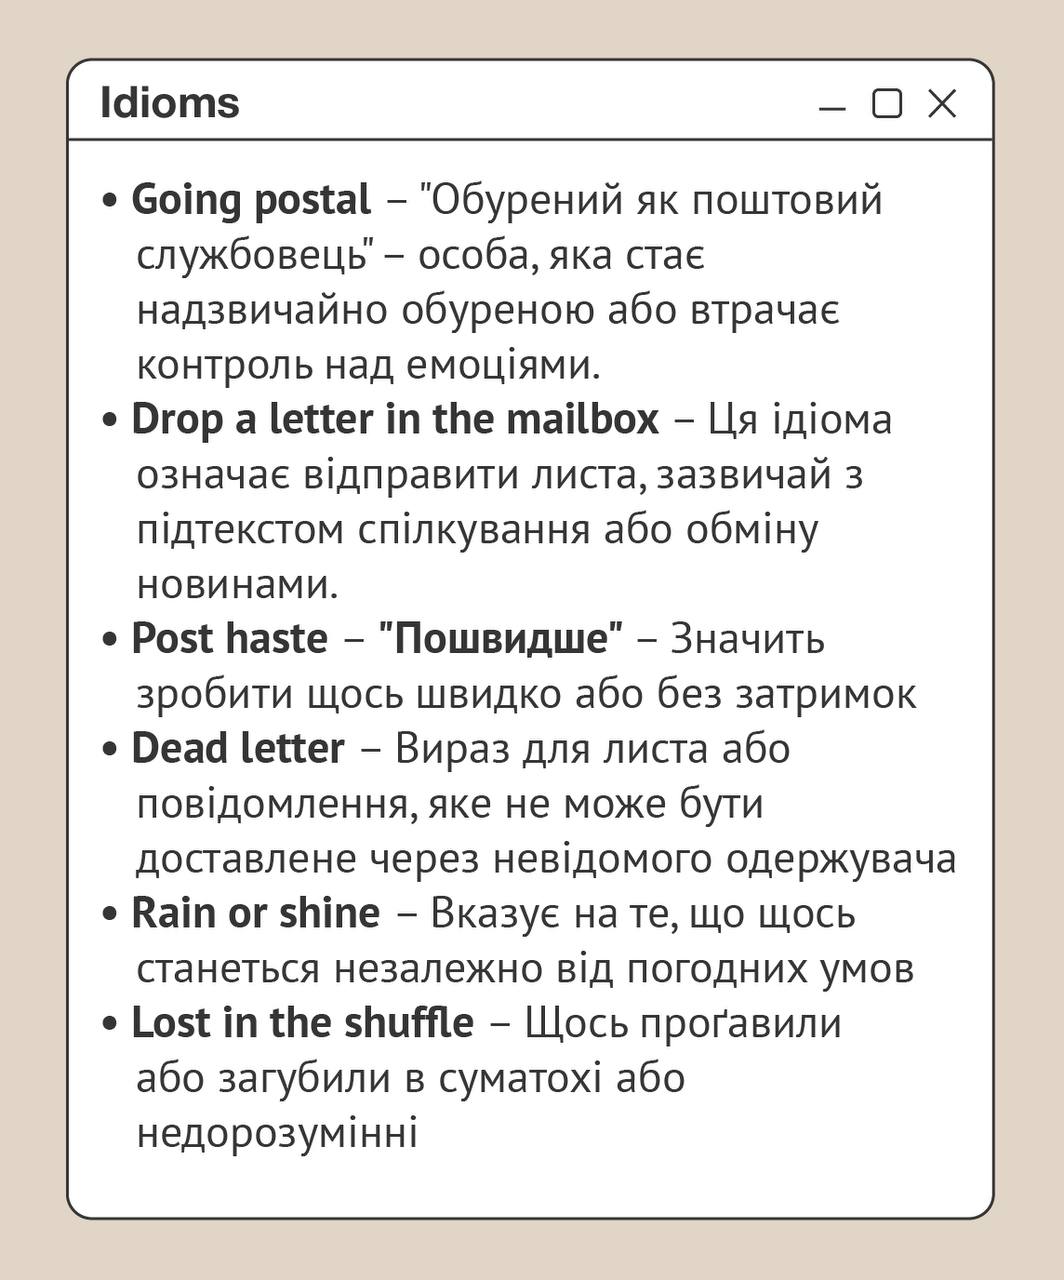 Idioms
• Going postal – "Обурений як поштовий
службовець" – особа, яка стає
надзвичайно обуреною або втрачає
контроль над емоціями.
• Drop a letter in the mailbox – Ця ідіома
означає відправити листа, зазвичай з
підтекстом спілкування або обміну
новинами.
• Post haste – "Пошвидше" – Значить
зробити щось швидко або без затримок
• Dead letter – Вираз для листа або
повідомлення, яке не може бути
доставлене через невідомого одержувача
• Rain or shine – Вказує на те, що щось
станеться незалежно від погодних умов
• Lost in the shuffle – Щось проґавили
або загубили в суматохі або
недорозумінні